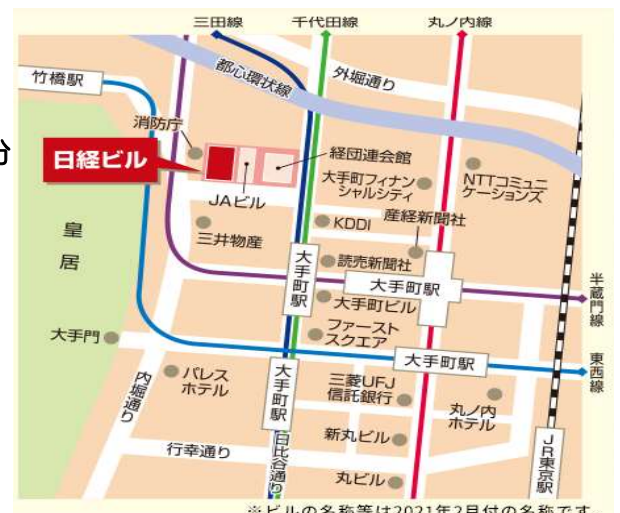 三田線
千代田線
丸ノ内線
竹橋駅
都心環状線
外堀通り
消防庁
分
日経ビル
経団連会館
JAビル
大手町フィナン
シャルシティ
NTTコミュニ
ケーションズ
皇居
三井物産
KDDI
産経新聞社
大手町駅
読売新聞社
大手町駅
半蔵門線
大手町ビル
大手門
ファースト
スクエア
大手町駅
東西線
内堀通り
パレス
ホテル
大手町駅
三菱UFJ
信託銀行
丸ノ内
ホテル
新丸ビル
行幸通り
日比谷通り
丸ビル
JR東京駅
※ビルの名称等は2021年2月付の名称です。